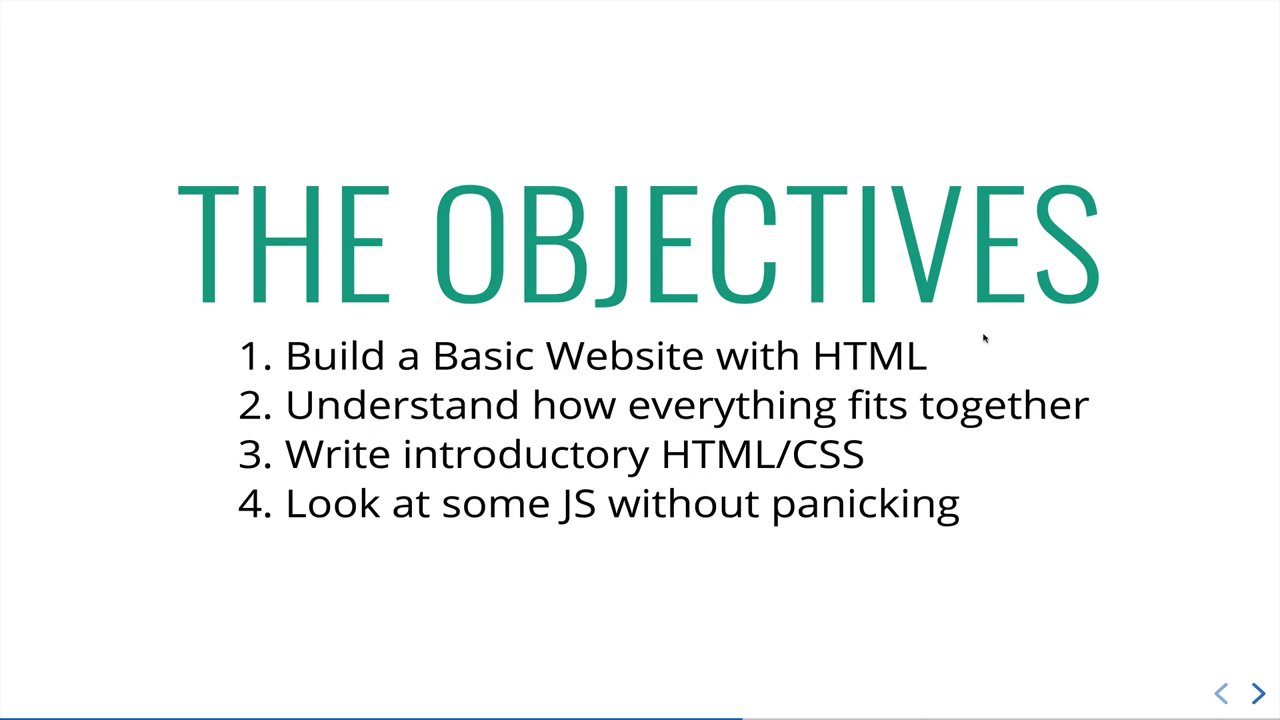 THE OBJECTIVES
1. Build a Basic Website with HTML
2. Understand how everything fits together
3. Write introductory HTML/CSS
4. Look at some JS without panicking